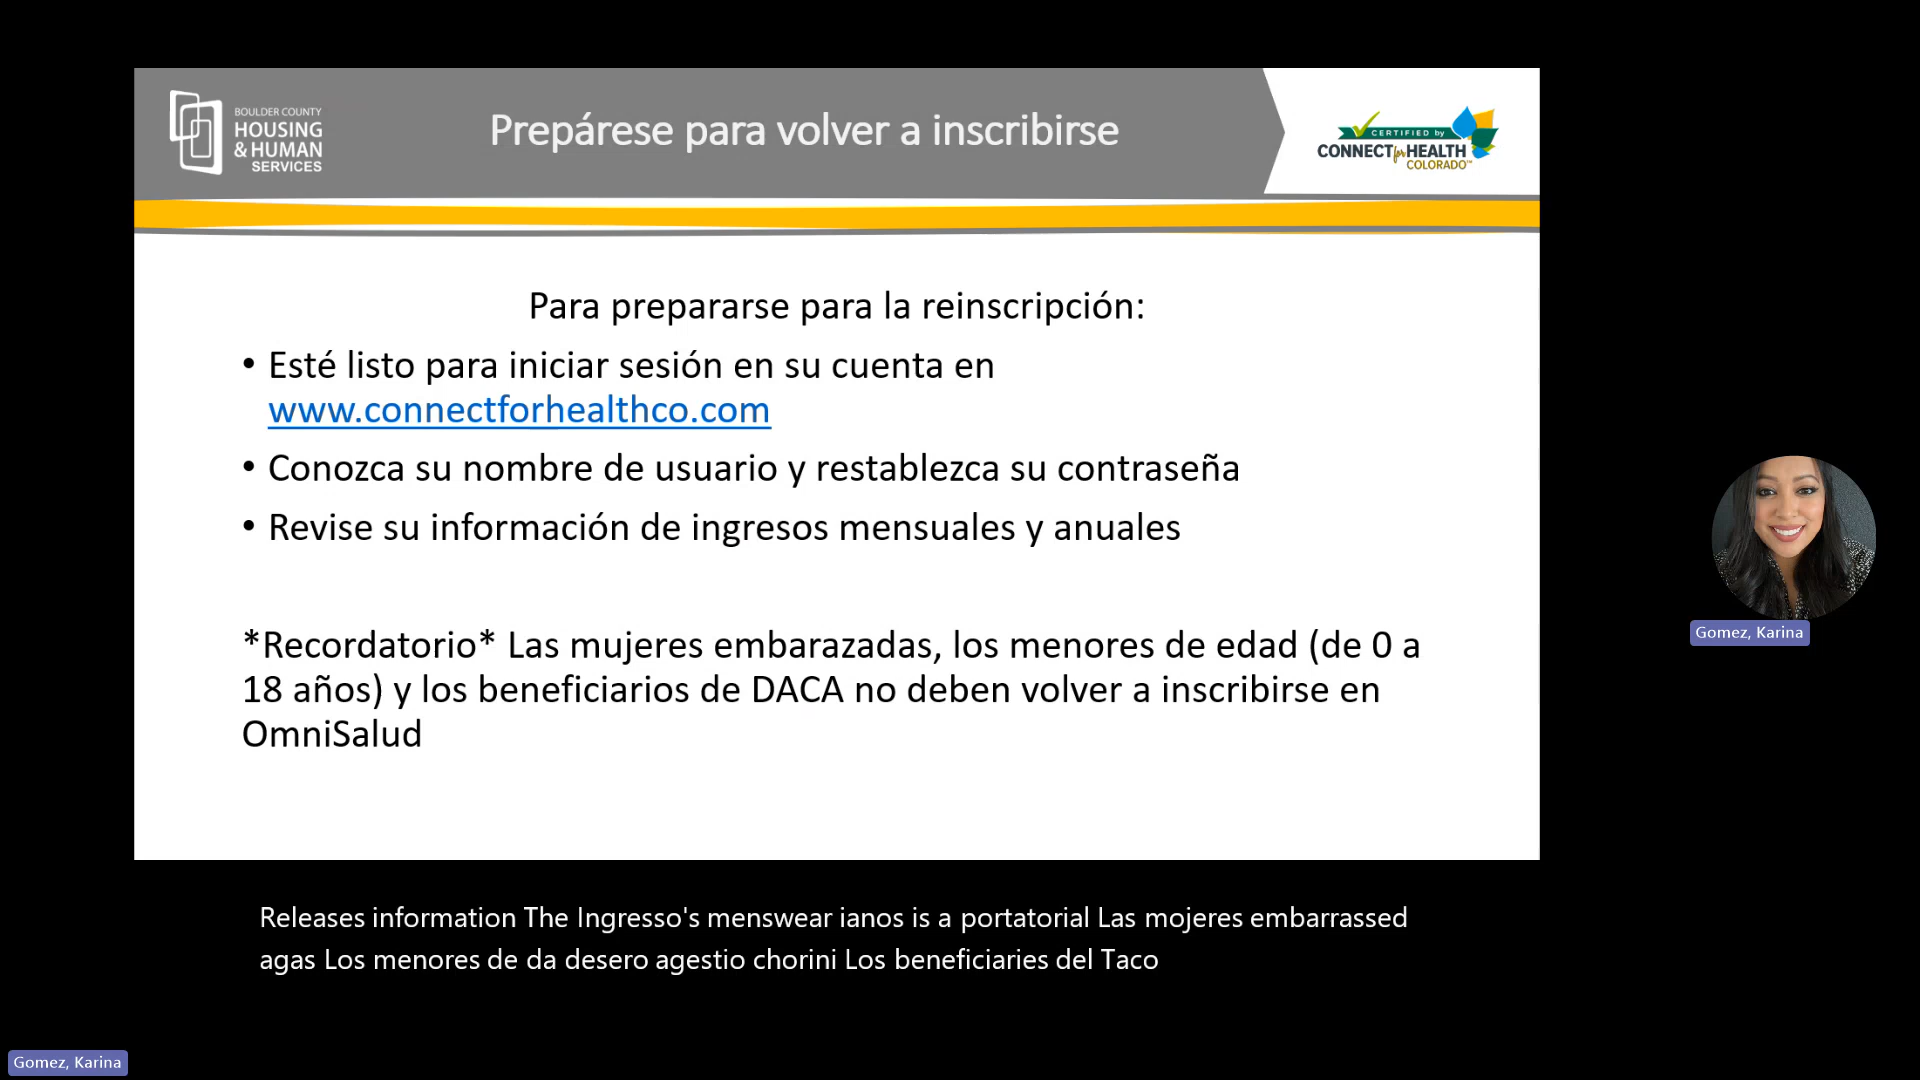 BOULDER COUNTY
HOUSING
& HUMAN
SERVICES
Prepárese para volver a inscribirse
CERTIFIED by
CONNECT for HEALTH
COLORADO™
Para prepararse para la reinscripción:
• Esté listo para iniciar sesión en su cuenta en
www.connectforhealthco.com
• Conozca su nombre de usuario y restablezca su contraseña
• Revise su información de ingresos mensuales y anuales
*Recordatorio* Las mujeres embarazadas, los menores de edad (de 0 a
18 años) y los beneficiarios de DACA no deben volver a inscribirse en
OmniSalud
Gomez, Karina
Releases information The Ingresso's menswear ianos is a portatorial Las mojeres embarrassed
agas Los menores de da desero agestio chorini Los beneficiaries del Taco
Gomez, Karina